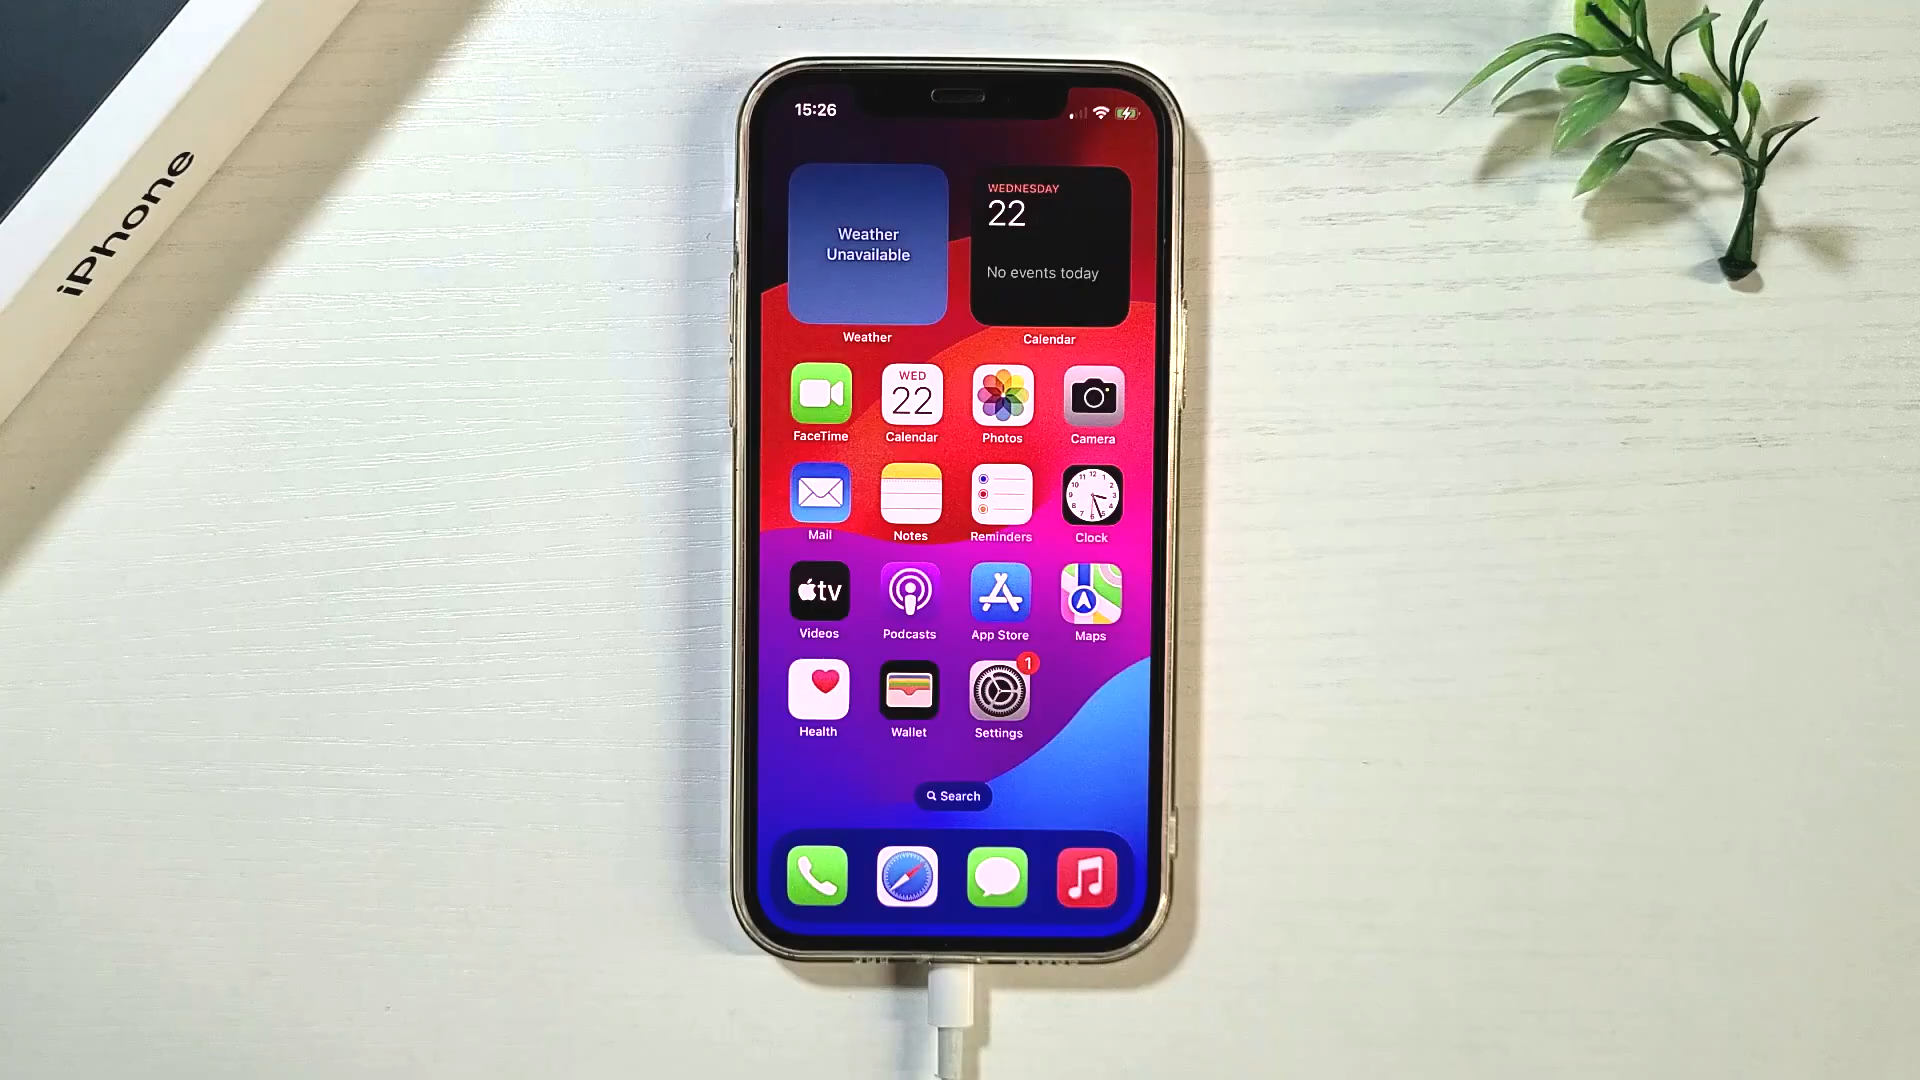 iPhone
15:26
Weather
Unavailable
Weather
WEDNESDAY
22
No events today
Calendar
FaceTime
WED
22
Calendar
Photos
Camera
Mail
Notes
Reminders
Clock
tv
Videos
Podcasts
App Store
Maps
Health
Wallet
1
Settings
Search